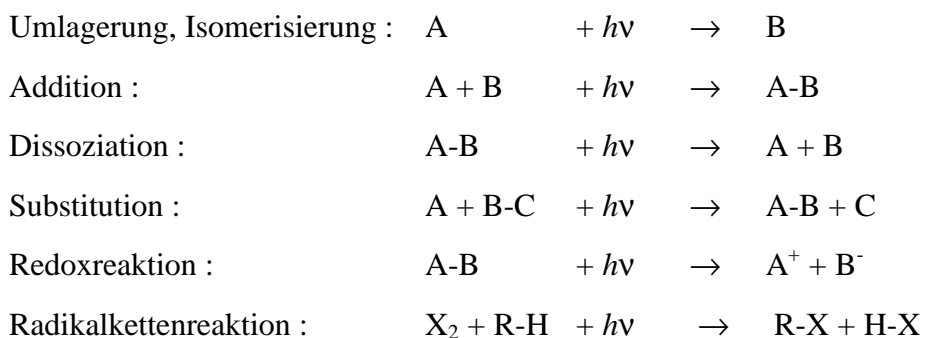 Umlagerung, Isomerisierung : A + hν → B
Addition : A + B + hν → A-B
Dissoziation : A-B + hν → A + B
Substitution : A + B-C + hν → A-B + C
Redoxreaktion : A-B + hν → A⁺ + B⁻
Radikalkettenreaktion : X₂ + R-H + hν → R-X + H-X